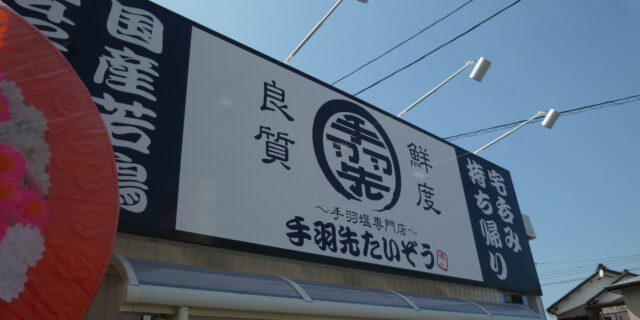 国産若鶏
良質
手羽先
鮮度
～手羽塩専門店～
手羽先たいぞう
宅呑み
持ち帰り